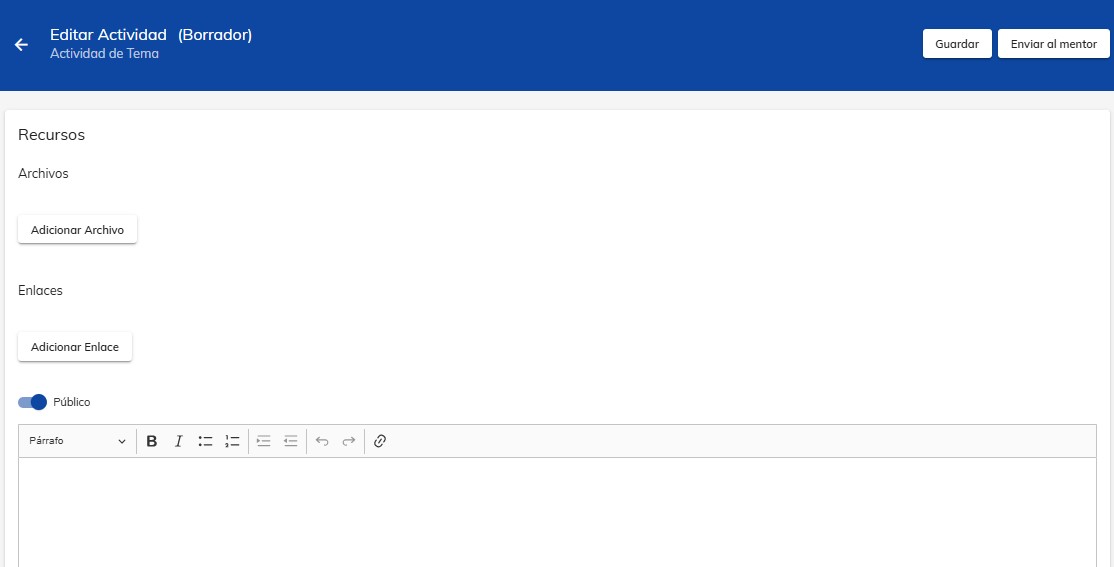 Editar Actividad (Borrador)
Actividad de Tema
Guardar
Enviar al mentor
Recursos
Archivos
Adicionar Archivo
Enlaces
Adicionar Enlace
Público
Párrafo